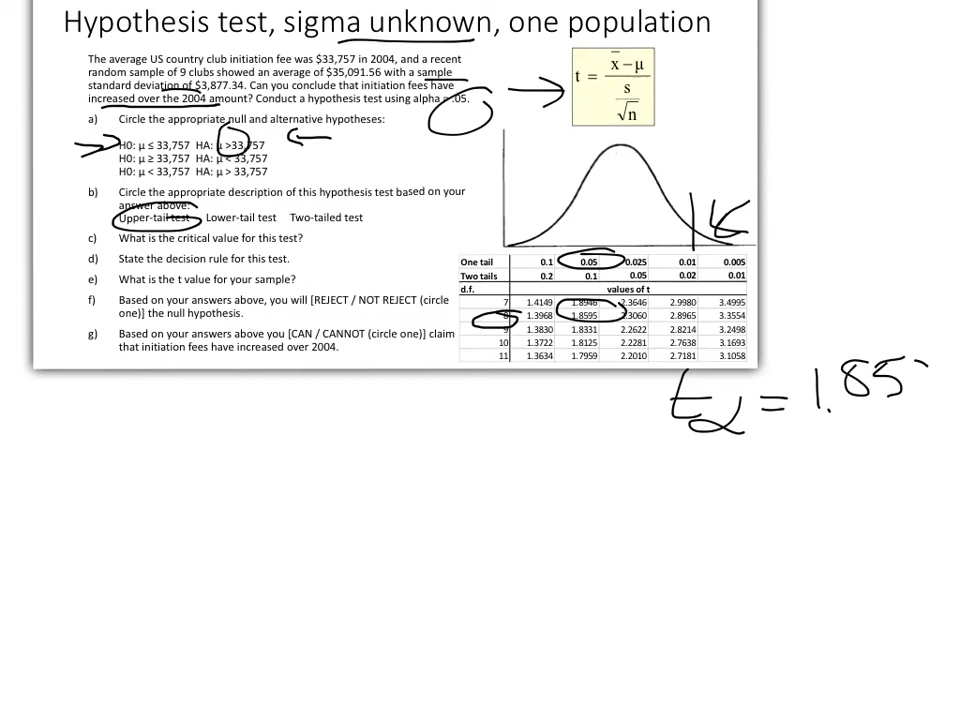 Hypothesis test, sigma unknown, one population
The average US country club initiation fee was $33,757 in 2004, and a recent
random sample of 9 clubs showed an average of $35,091.56 with a sample
standard deviation of $3,877.34. Can you conclude that initiation fees have
increased over the 2004 amount? Conduct a hypothesis test using alpha = .05.
t = x̄ – μ
s
√n
a) Circle the appropriate null and alternative hypotheses:
H0: μ ≤ 33,757 HA: μ >33,757
H0: μ ≥ 33,757 HA: μ < 33,757
H0: μ < 33,757 HA: μ > 33,757
b) Circle the appropriate description of this hypothesis test based on your
answer above:
Upper-tail test Lower-tail test Two-tailed test
c) What is the critical value for this test?
d) State the decision rule for this test.
e) What is the t value for your sample?
f) Based on your answers above, you will [REJECT / NOT REJECT (circle
one)] the null hypothesis.
g) Based on your answers above you [CAN / CANNOT (circle one)] claim
that initiation fees have increased over 2004.
One tail 0.1 0.05 0.025 0.01 0.005
Two tails 0.2 0.1 0.05 0.02 0.01
d.f. values of t
7 1.4149 1.8946 2.3646 2.9980 3.4995
8 1.3968 1.8595 2.3060 2.8965 3.3554
9 1.3830 1.8331 2.2622 2.8214 3.2498
10 1.3722 1.8125 2.2281 2.7638 3.1693
11 1.3634 1.7959 2.2010 2.7181 3.1058
tα = 1.85